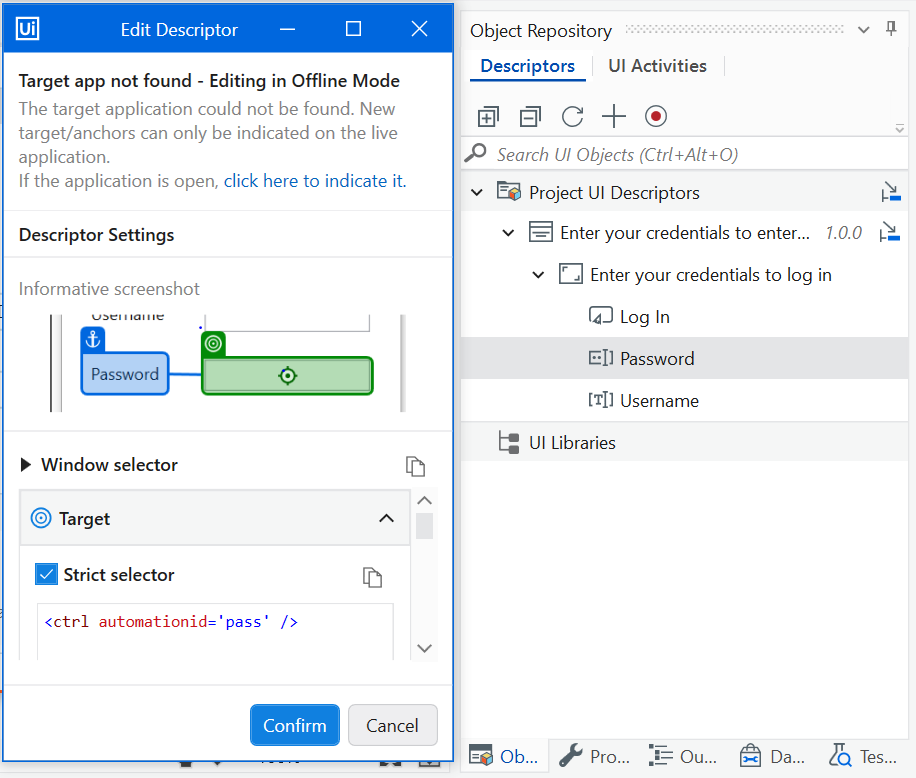 Ui
Edit Descriptor
Target app not found - Editing in Offline Mode
The target application could not be found. New
target/anchors can only be indicated on the live
application.
If the application is open, click here to indicate it.
Descriptor Settings
Informative screenshot
Username
Password
Window selector
Target
Strict selector
<ctrl automationid='pass' />
Confirm
Cancel
Object Repository
Descriptors
UI Activities
Search UI Objects (Ctrl+Alt+O)
Project UI Descriptors
Enter your credentials to enter... 1.0.0
Enter your credentials to log in
Log In
Password
Username
UI Libraries
Ob...
Pro...
Ou...
Da...
Tes...